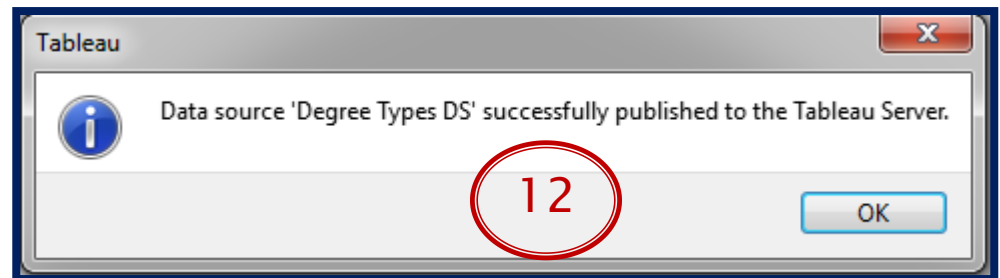 Tableau
Data source 'Degree Types DS' successfully published to the Tableau Server.
12
OK